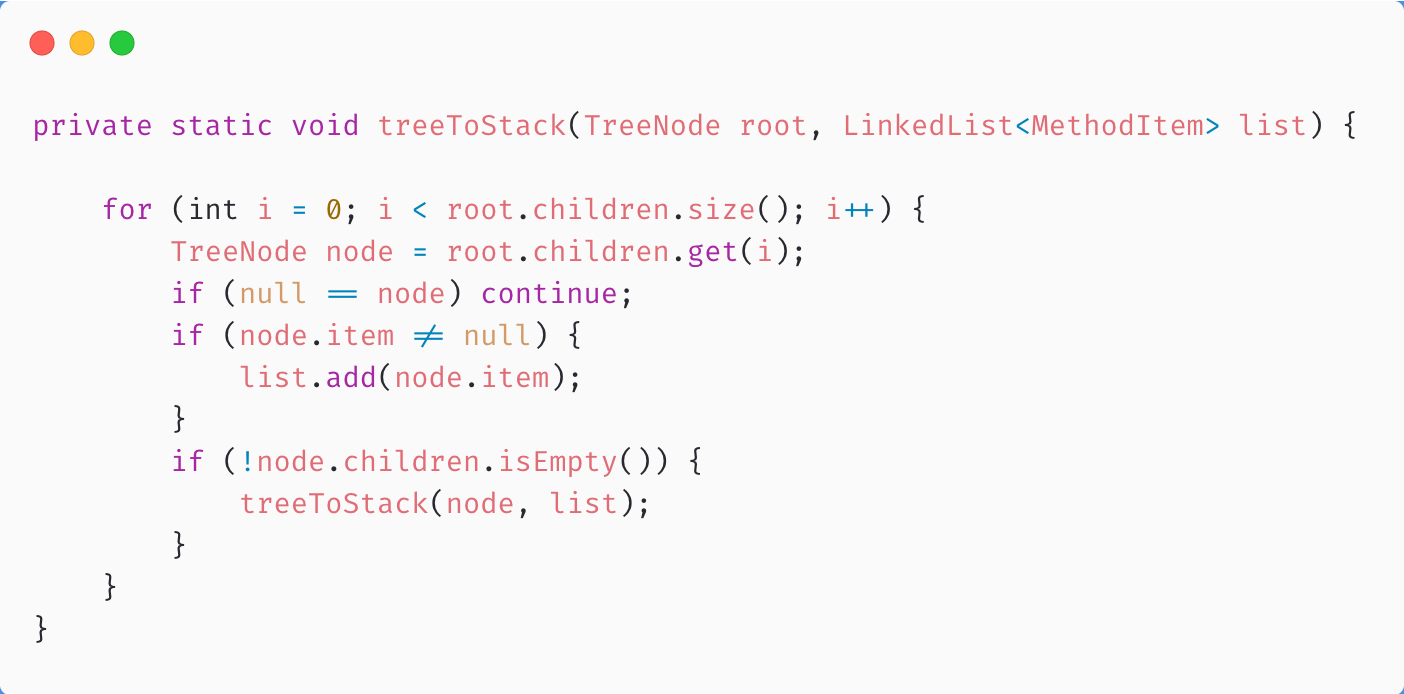 private static void treeToStack(TreeNode root, LinkedList<MethodItem> list) {

    for (int i = 0; i < root.children.size(); i++) {
        TreeNode node = root.children.get(i);
        if (null == node) continue;
        if (node.item != null) {
            list.add(node.item);
        }
        if (!node.children.isEmpty()) {
            treeToStack(node, list);
        }
    }
}